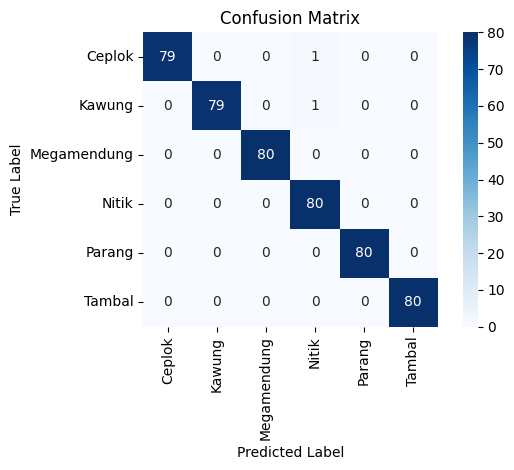 Confusion Matrix
True Label
Ceplok 79 0 0 1 0 0
Kawung 0 79 0 1 0 0
Megamendung 0 0 80 0 0 0
Nitik 0 0 0 80 0 0
Parang 0 0 0 0 80 0
Tambal 0 0 0 0 0 80
Ceplok Kawung Megamendung Nitik Parang Tambal
Predicted Label
80
70
60
50
40
30
20
10
0